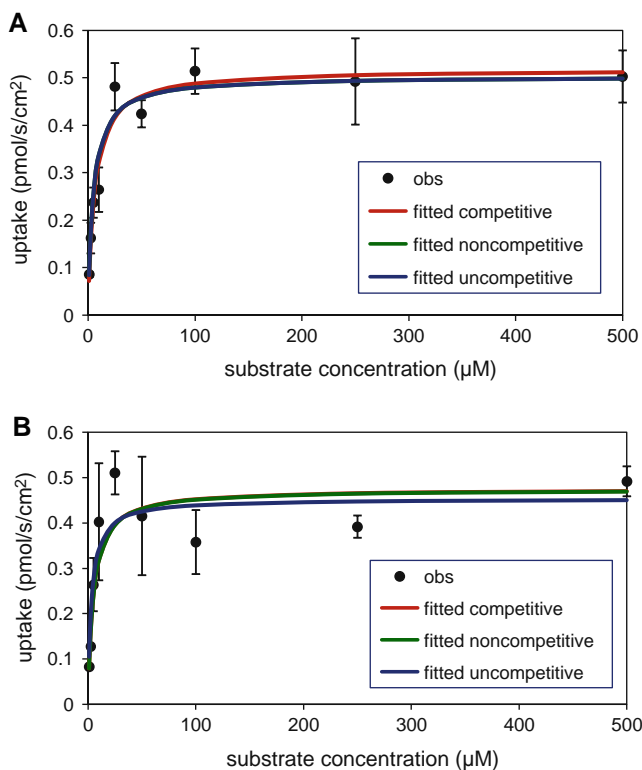 A
0.6
0.5
0.4
0.3
0.2
0.1
0
uptake (pmol/s/cm²)
obs
fitted competitive
fitted noncompetitive
fitted uncompetitive
0 100 200 300 400 500
substrate concentration (µM)
B
0.6
0.5
0.4
0.3
0.2
0.1
0
uptake (pmol/s/cm²)
obs
fitted competitive
fitted noncompetitive
fitted uncompetitive
0 100 200 300 400 500
substrate concentration (µM)